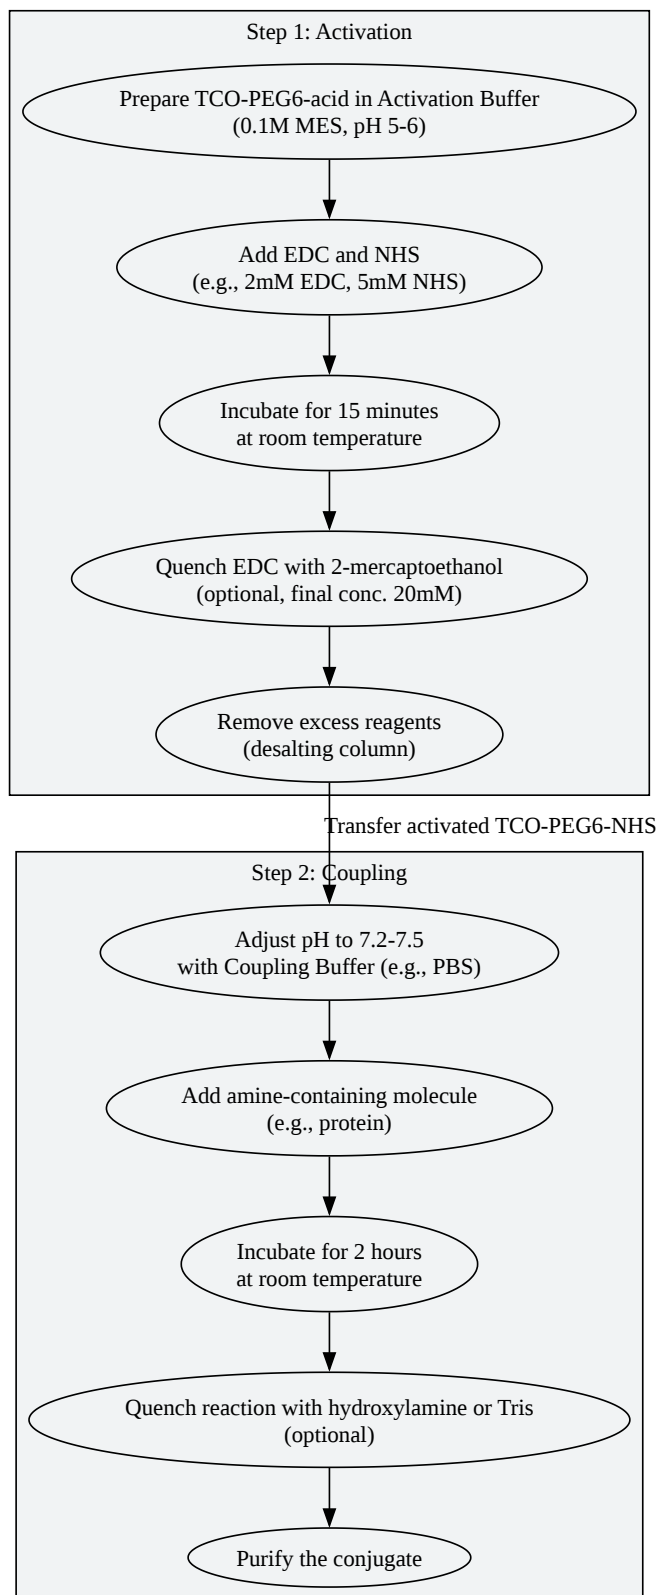 Step 1: Activation
Prepare TCO-PEG6-acid in Activation Buffer
(0.1M MES, pH 5-6)
Add EDC and NHS
(e.g., 2mM EDC, 5mM NHS)
Incubate for 15 minutes
at room temperature
Quench EDC with 2-mercaptoethanol
(optional, final conc. 20mM)
Remove excess reagents
(desalting column)
Transfer activated TCO-PEG6-NHS
Step 2: Coupling
Adjust pH to 7.2-7.5
with Coupling Buffer (e.g., PBS)
Add amine-containing molecule
(e.g., protein)
Incubate for 2 hours
at room temperature
Quench reaction with hydroxylamine or Tris
(optional)
Purify the conjugate